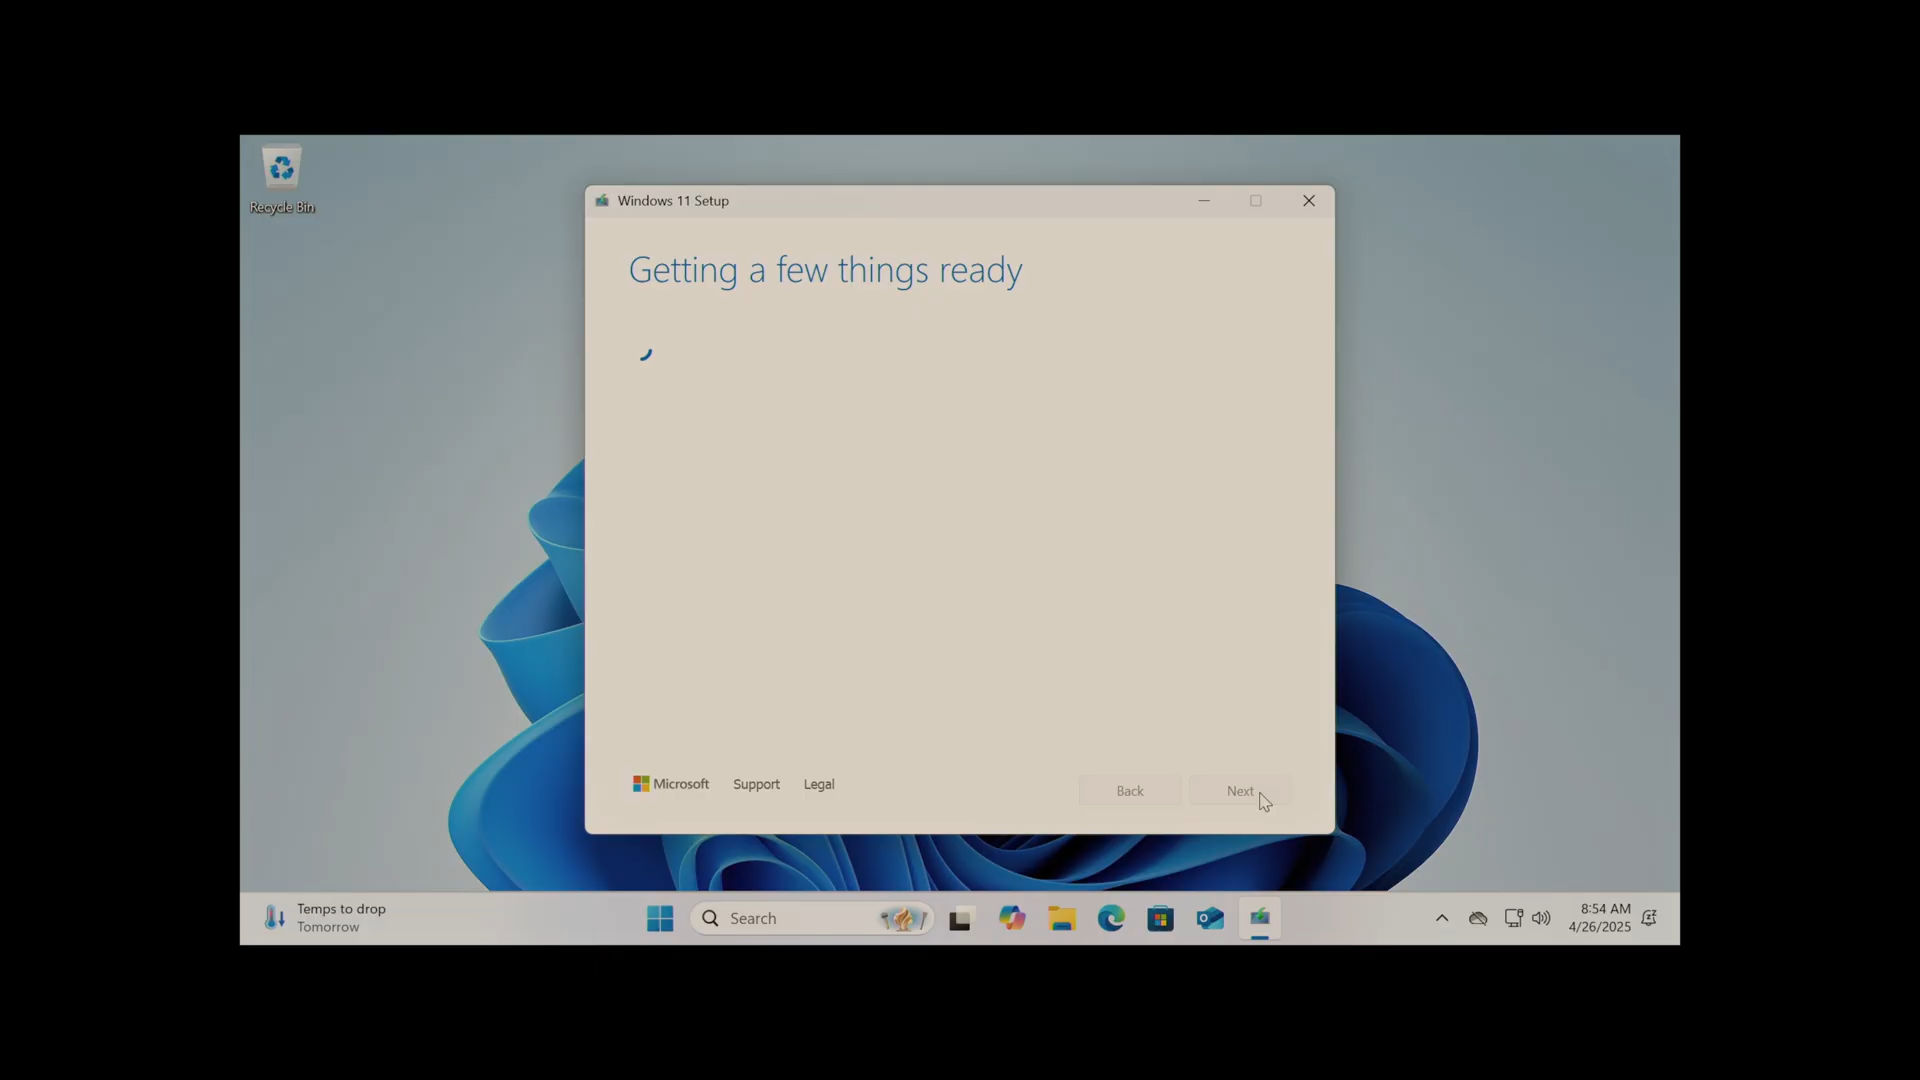 Recycle Bin
Windows 11 Setup
Getting a few things ready
Microsoft
Support
Legal
Back
Next
Temps to drop
Tomorrow
Search
8:54 AM
4/26/2025